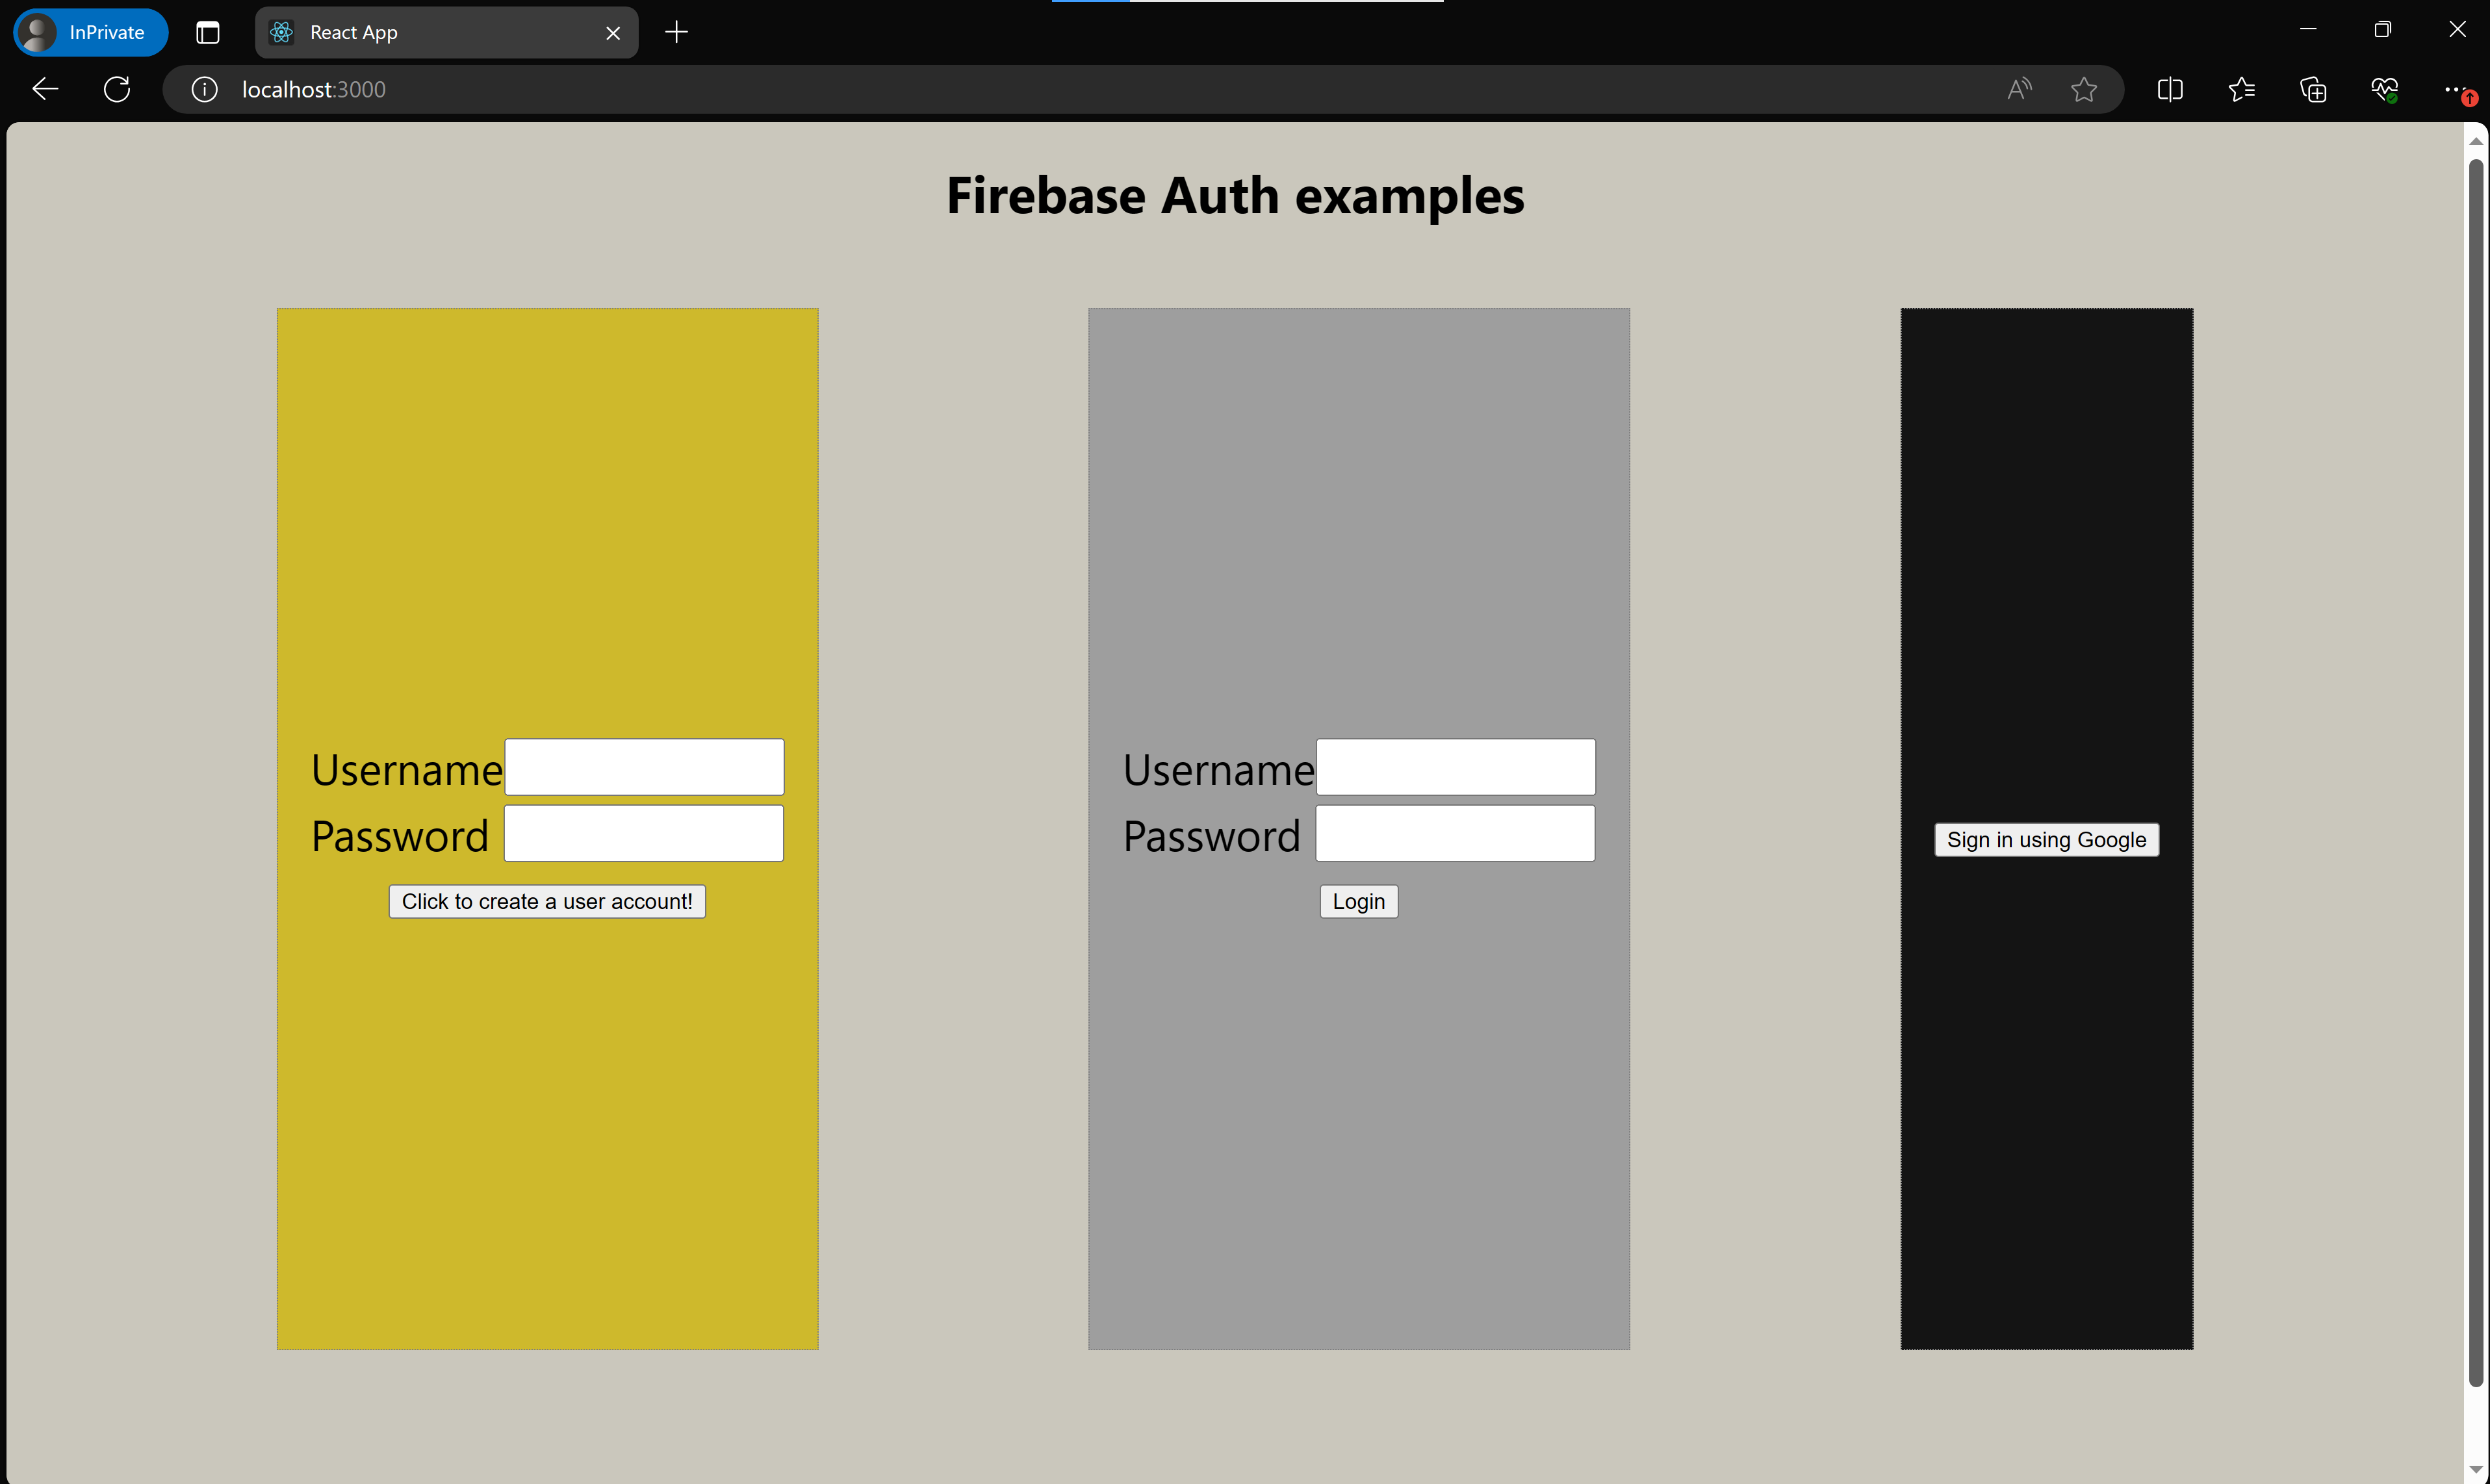 InPrivate
React App
localhost:3000
Firebase Auth examples
Username
Password
Click to create a user account!
Username
Password
Login
Sign in using Google